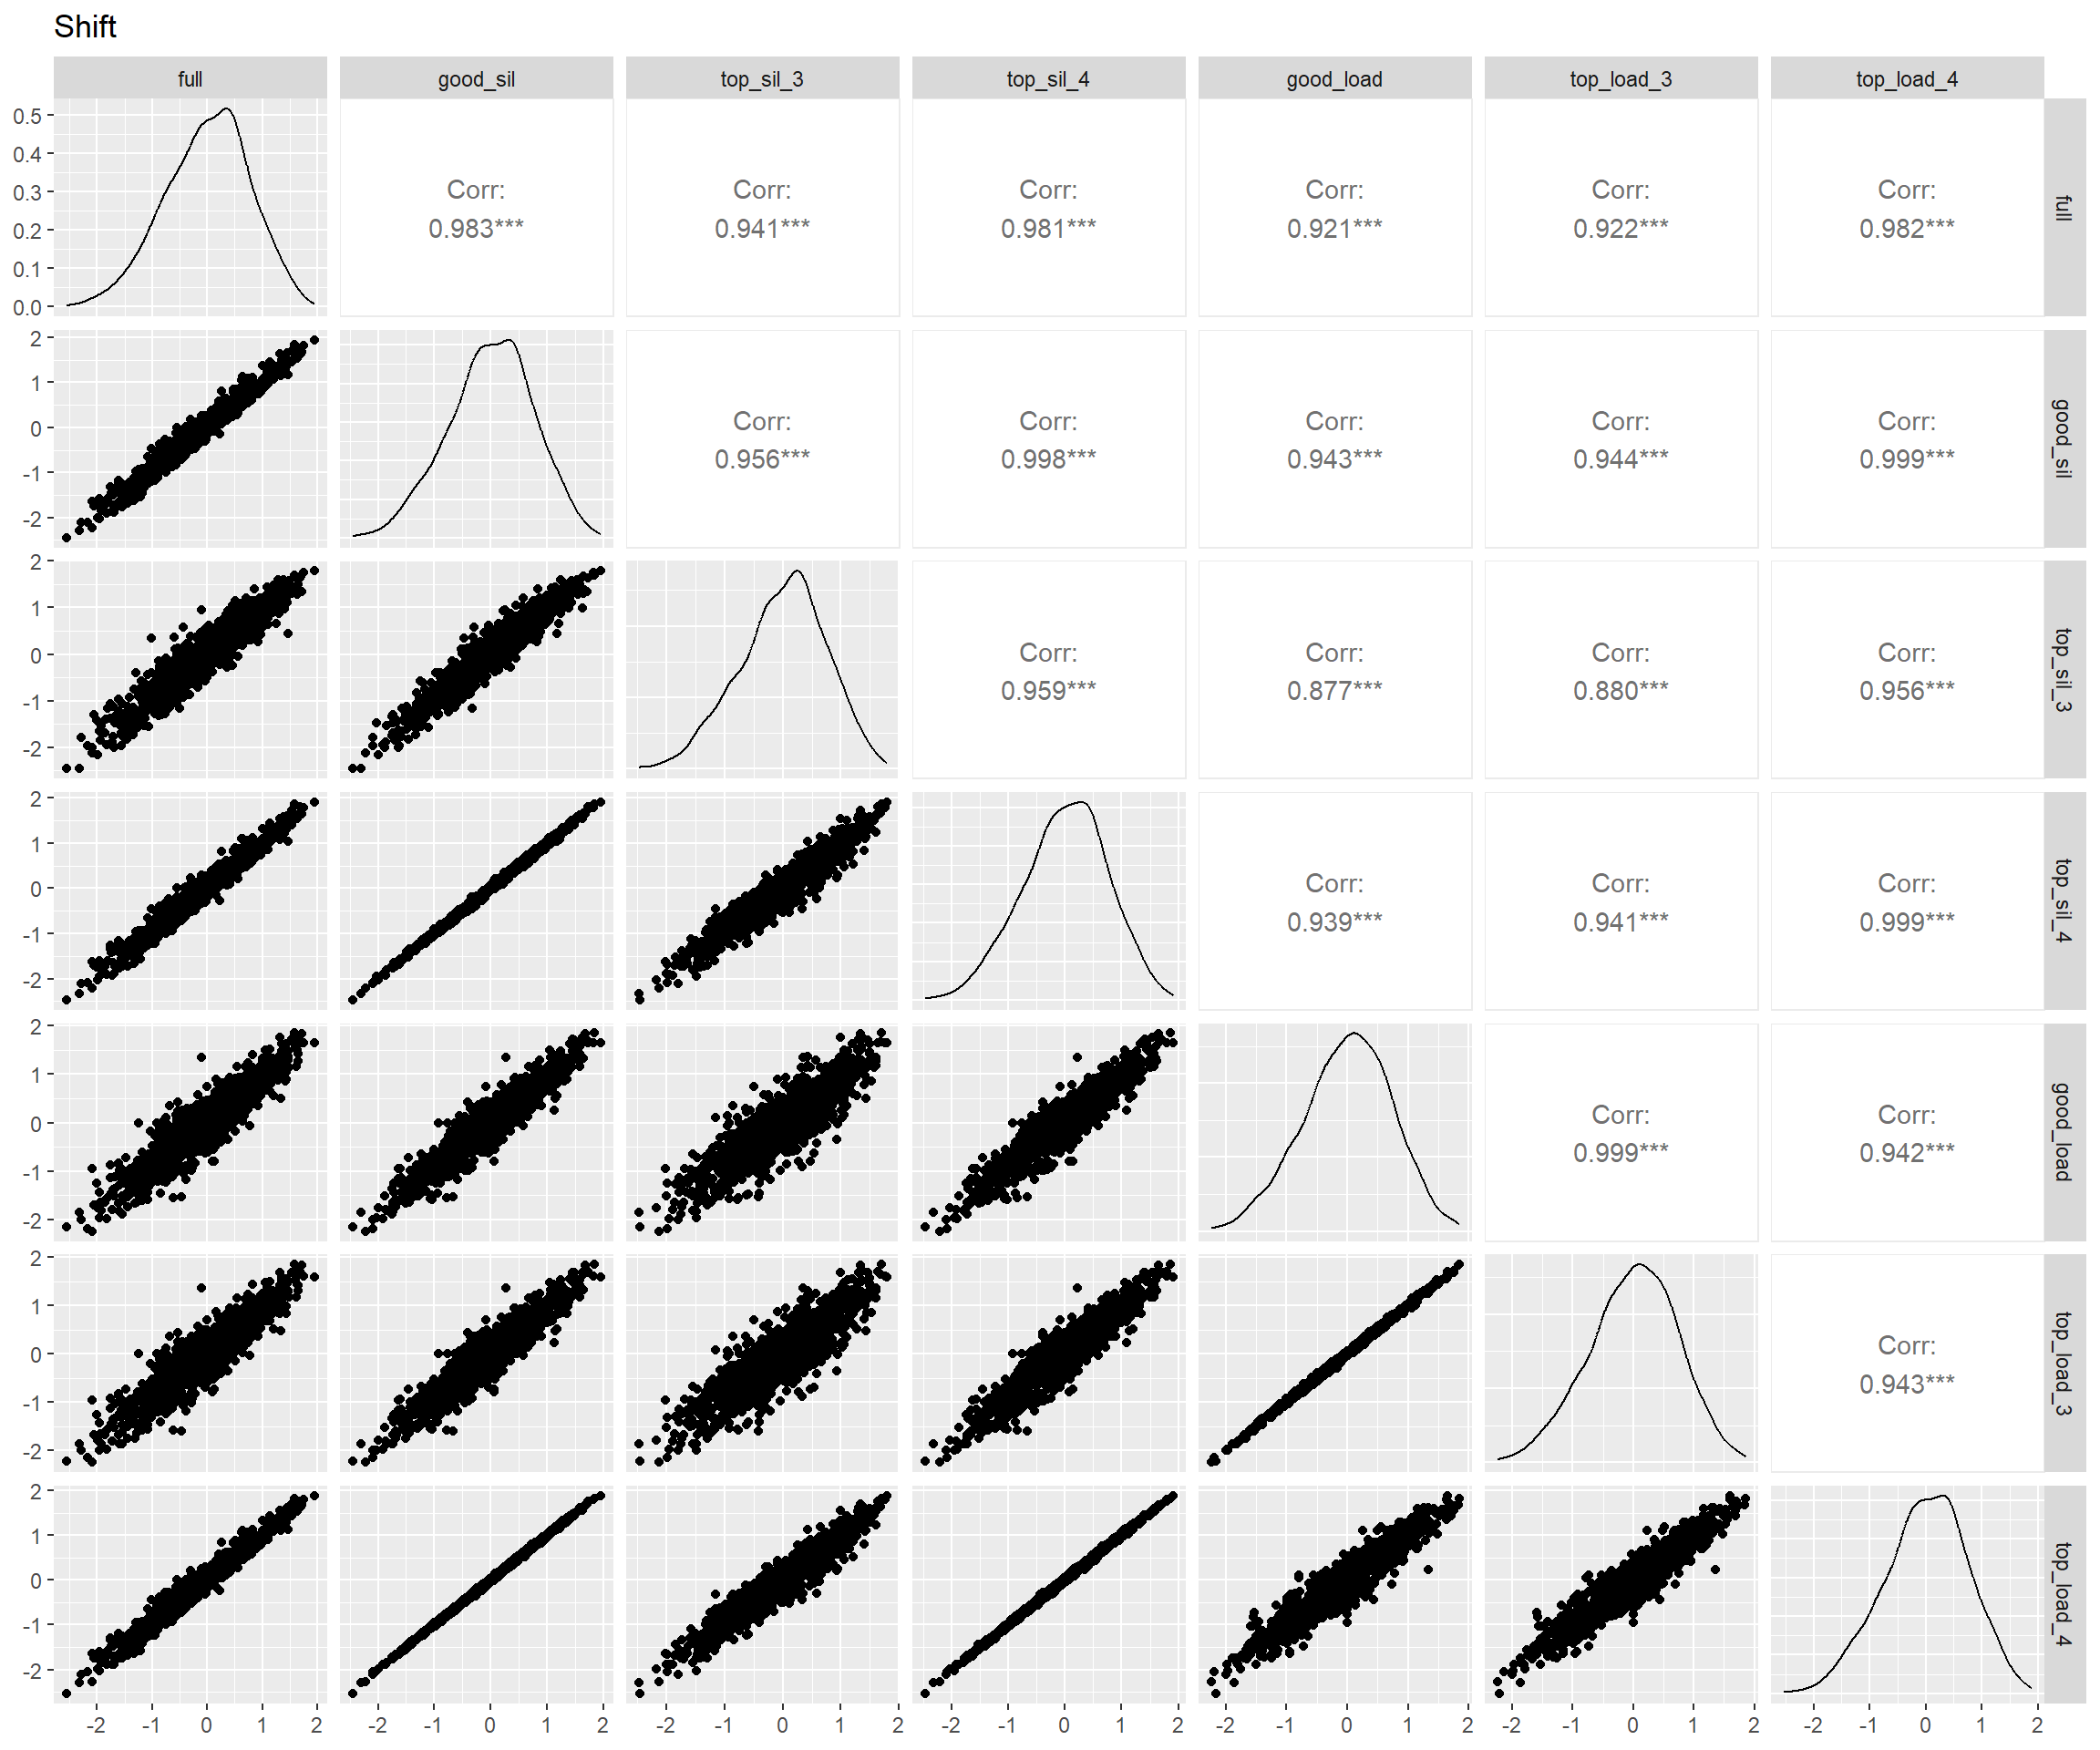 Shift
full good_sil top_sil_3 top_sil_4 good_load top_load_3 top_load_4
0.5
0.4
0.3
0.2
0.1
0.0
Corr: Corr: Corr: Corr: Corr: Corr:
0.983*** 0.941*** 0.981*** 0.921*** 0.922*** 0.982***
full
2
1
0
-1
-2
Corr: Corr: Corr: Corr: Corr:
0.956*** 0.998*** 0.943*** 0.944*** 0.999***
good_sil
2
1
0
-1
-2
Corr: Corr: Corr: Corr:
0.959*** 0.877*** 0.880*** 0.956***
top_sil_3
2
1
0
-1
-2
Corr: Corr: Corr:
0.939*** 0.941*** 0.999***
top_sil_4
2
1
0
-1
-2
Corr: Corr:
0.999*** 0.942***
good_load
2
1
0
-1
-2
Corr:
0.943***
top_load_3
2
1
0
-1
-2
top_load_4
-2 -1 0 1 2 -2 -1 0 1 2 -2 -1 0 1 2 -2 -1 0 1 2 -2 -1 0 1 2 -2 -1 0 1 2 -2 -1 0 1 2